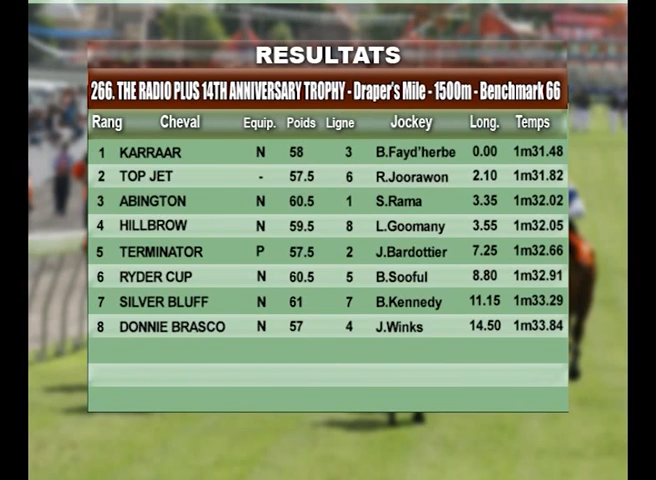 RESULTATS
266. THE RADIO PLUS 14TH ANNIVERSARY TROPHY - Draper's Mile - 1500m - Benchmark 66
Rang Cheval Equip. Poids Ligne Jockey Long. Temps
1 KARRAAR N 58 3 B.Fayd'herbe 0.00 1m31.48
2 TOP JET - 57.5 6 R.Joorawon 2.10 1m31.82
3 ABINGTON N 60.5 1 S.Rama 3.35 1m32.02
4 HILLBROW N 59.5 8 L.Goomany 3.55 1m32.05
5 TERMINATOR P 57.5 2 J.Bardottier 7.25 1m32.66
6 RYDER CUP N 60.5 5 B.Sooful 8.80 1m32.91
7 SILVER BLUFF N 61 7 B.Kennedy 11.15 1m33.29
8 DONNIE BRASCO N 57 4 J.Winks 14.50 1m33.84